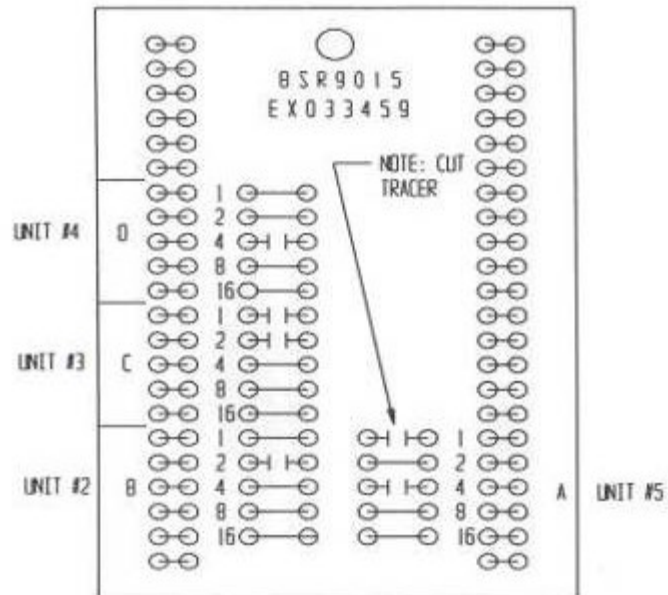 BSR9015
EX033459
NOTE: CUT
TRACER
UNIT #4 D
1
2
4
8
16
UNIT #3 C
1
2
4
8
16
UNIT #2 B
1
2
4
8
16
1
2
4
8
16
A UNIT #5